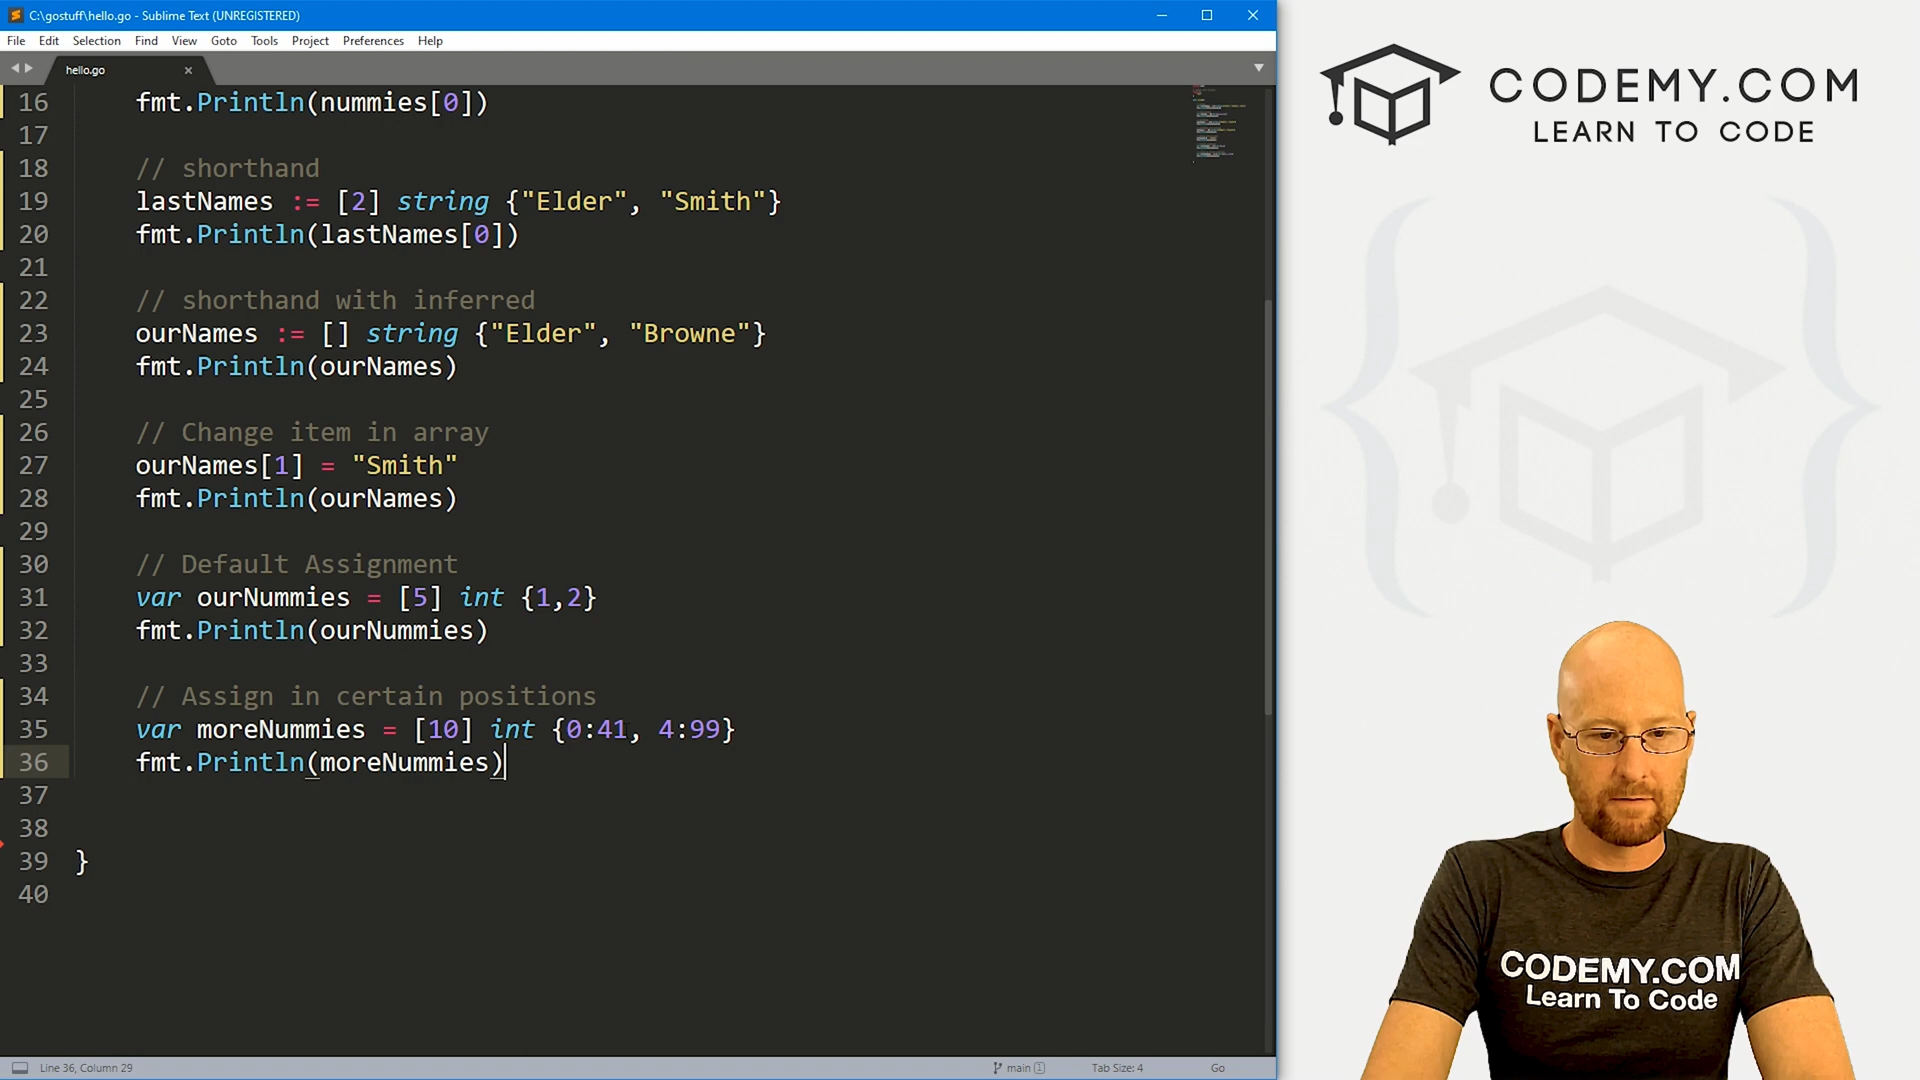 C:\gostuff\hello.go - Sublime Text (UNREGISTERED)
File Edit Selection Find View Goto Tools Project Preferences Help
hello.go
16 fmt.Println(nummies[0])
17
18 // shorthand
19 lastNames := [2] string {"Elder", "Smith"}
20 fmt.Println(lastNames[0])
21
22 // shorthand with inferred
23 ourNames := [] string {"Elder", "Browne"}
24 fmt.Println(ourNames)
25
26 // Change item in array
27 ourNames[1] = "Smith"
28 fmt.Println(ourNames)
29
30 // Default Assignment
31 var ourNummies = [5] int {1,2}
32 fmt.Println(ourNummies)
33
34 // Assign in certain positions
35 var moreNummies = [10] int {0:41, 4:99}
36 fmt.Println(moreNummies)
37
38
39 }
40
Line 36, Column 29 main 1 Tab Size: 4 Go
CODEMY.COM
LEARN TO CODE
CODEMY.COM
Learn To Code